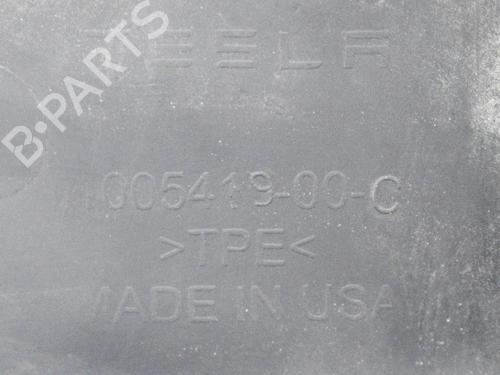 B-PARTS
TESLA
1005419-00-C
>TPE<
MADE IN USA